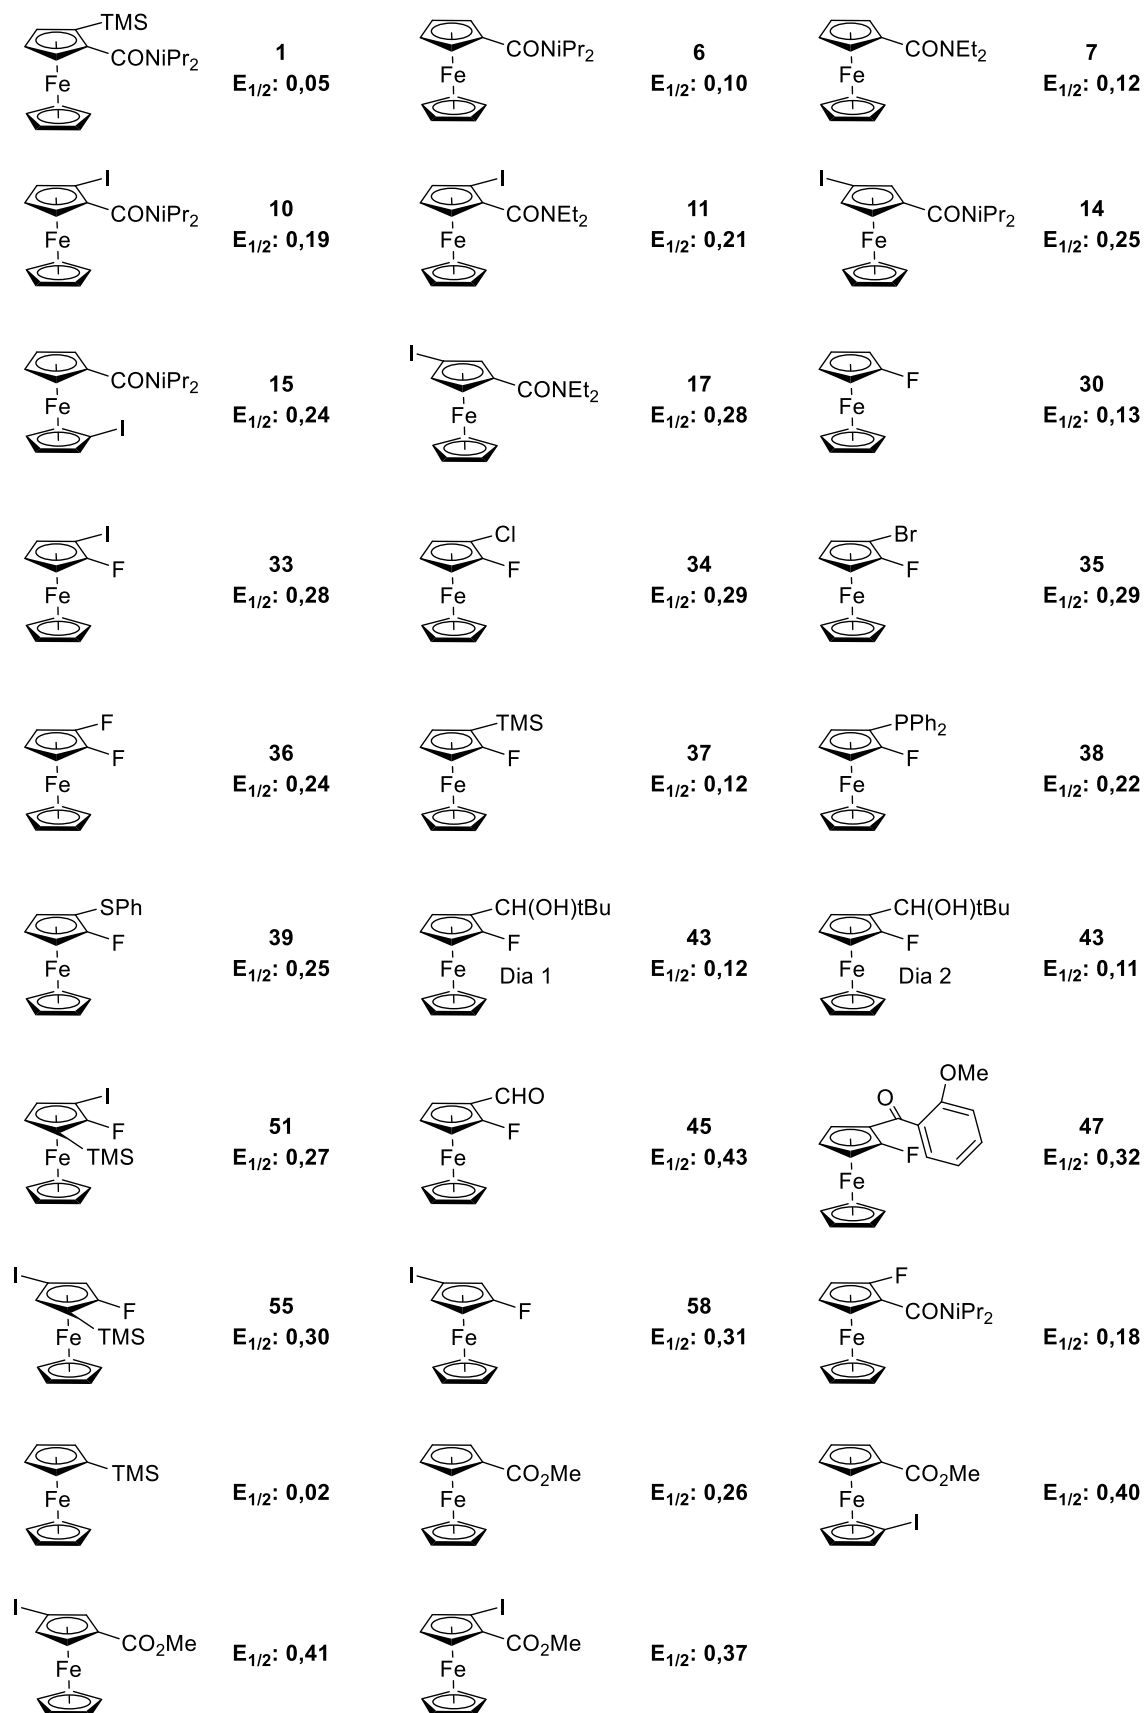 TMS
CONiPr2
Fe
1
E1/2: 0,05
CONiPr2
Fe
6
E1/2: 0,10
CONEt2
Fe
7
E1/2: 0,12
I
CONiPr2
Fe
10
E1/2: 0,19
I
CONEt2
Fe
11
E1/2: 0,21
I
CONiPr2
Fe
14
E1/2: 0,25
CONiPr2
Fe
I
15
E1/2: 0,24
I
CONEt2
Fe
17
E1/2: 0,28
F
Fe
30
E1/2: 0,13
I
F
Fe
33
E1/2: 0,28
Cl
F
Fe
34
E1/2: 0,29
Br
F
Fe
35
E1/2: 0,29
F
F
Fe
36
E1/2: 0,24
TMS
F
Fe
37
E1/2: 0,12
PPh2
F
Fe
38
E1/2: 0,22
SPh
F
Fe
39
E1/2: 0,25
CH(OH)tBu
F
Fe
Dia 1
43
E1/2: 0,12
CH(OH)tBu
F
Fe
Dia 2
43
E1/2: 0,11
I
F
Fe
TMS
51
E1/2: 0,27
CHO
F
Fe
45
E1/2: 0,43
OMe
O
F
Fe
47
E1/2: 0,32
I
F
Fe
TMS
55
E1/2: 0,30
I
F
Fe
58
E1/2: 0,31
F
CONiPr2
Fe
E1/2: 0,18
TMS
Fe
E1/2: 0,02
CO2Me
Fe
E1/2: 0,26
CO2Me
Fe
I
E1/2: 0,40
I
CO2Me
Fe
E1/2: 0,41
I
CO2Me
Fe
E1/2: 0,37